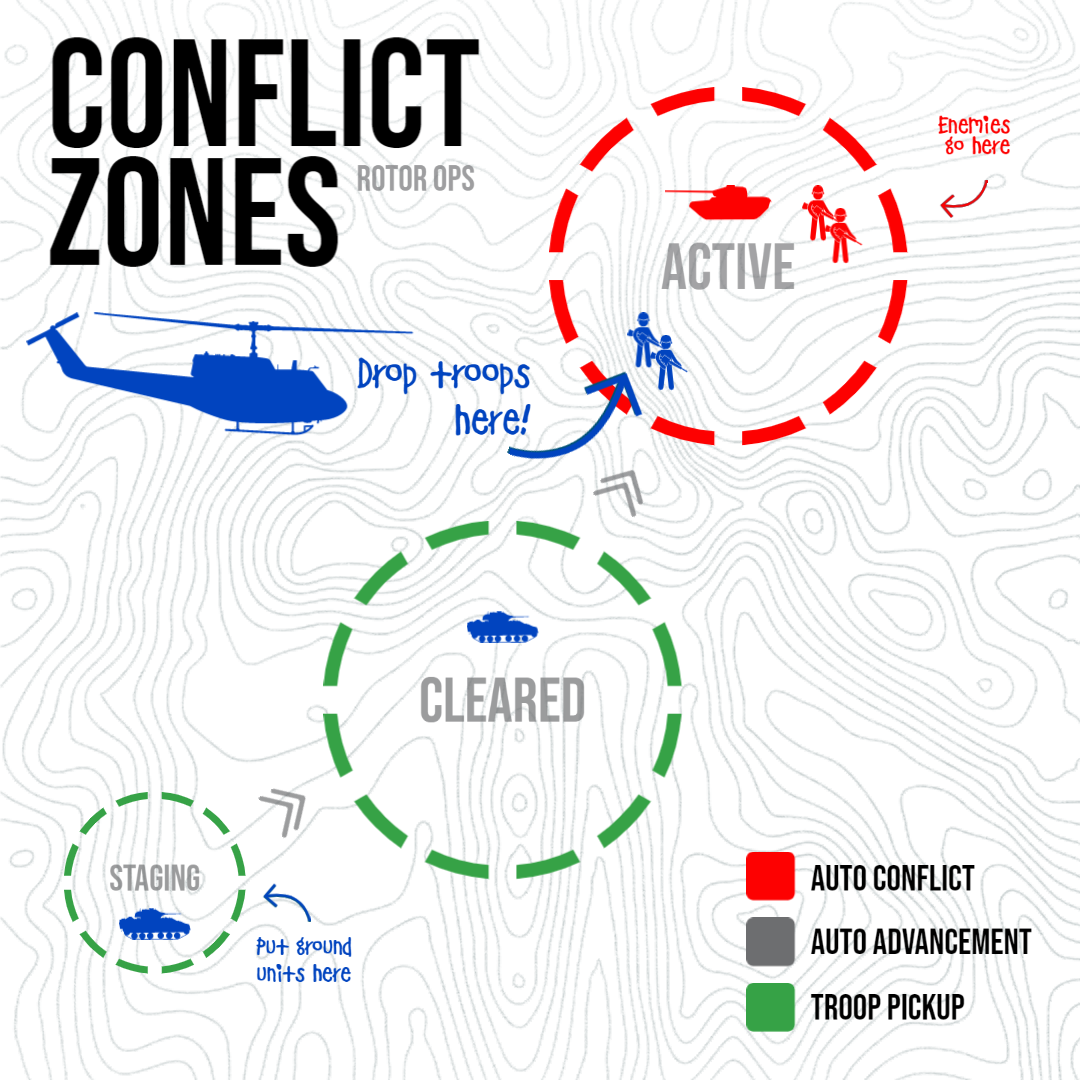 CONFLICT
ZONES
ROTOR OPS
Enemies
go here
ACTIVE
Drop troops
here!
CLEARED
STAGING
Put ground
units here
AUTO CONFLICT
AUTO ADVANCEMENT
TROOP PICKUP